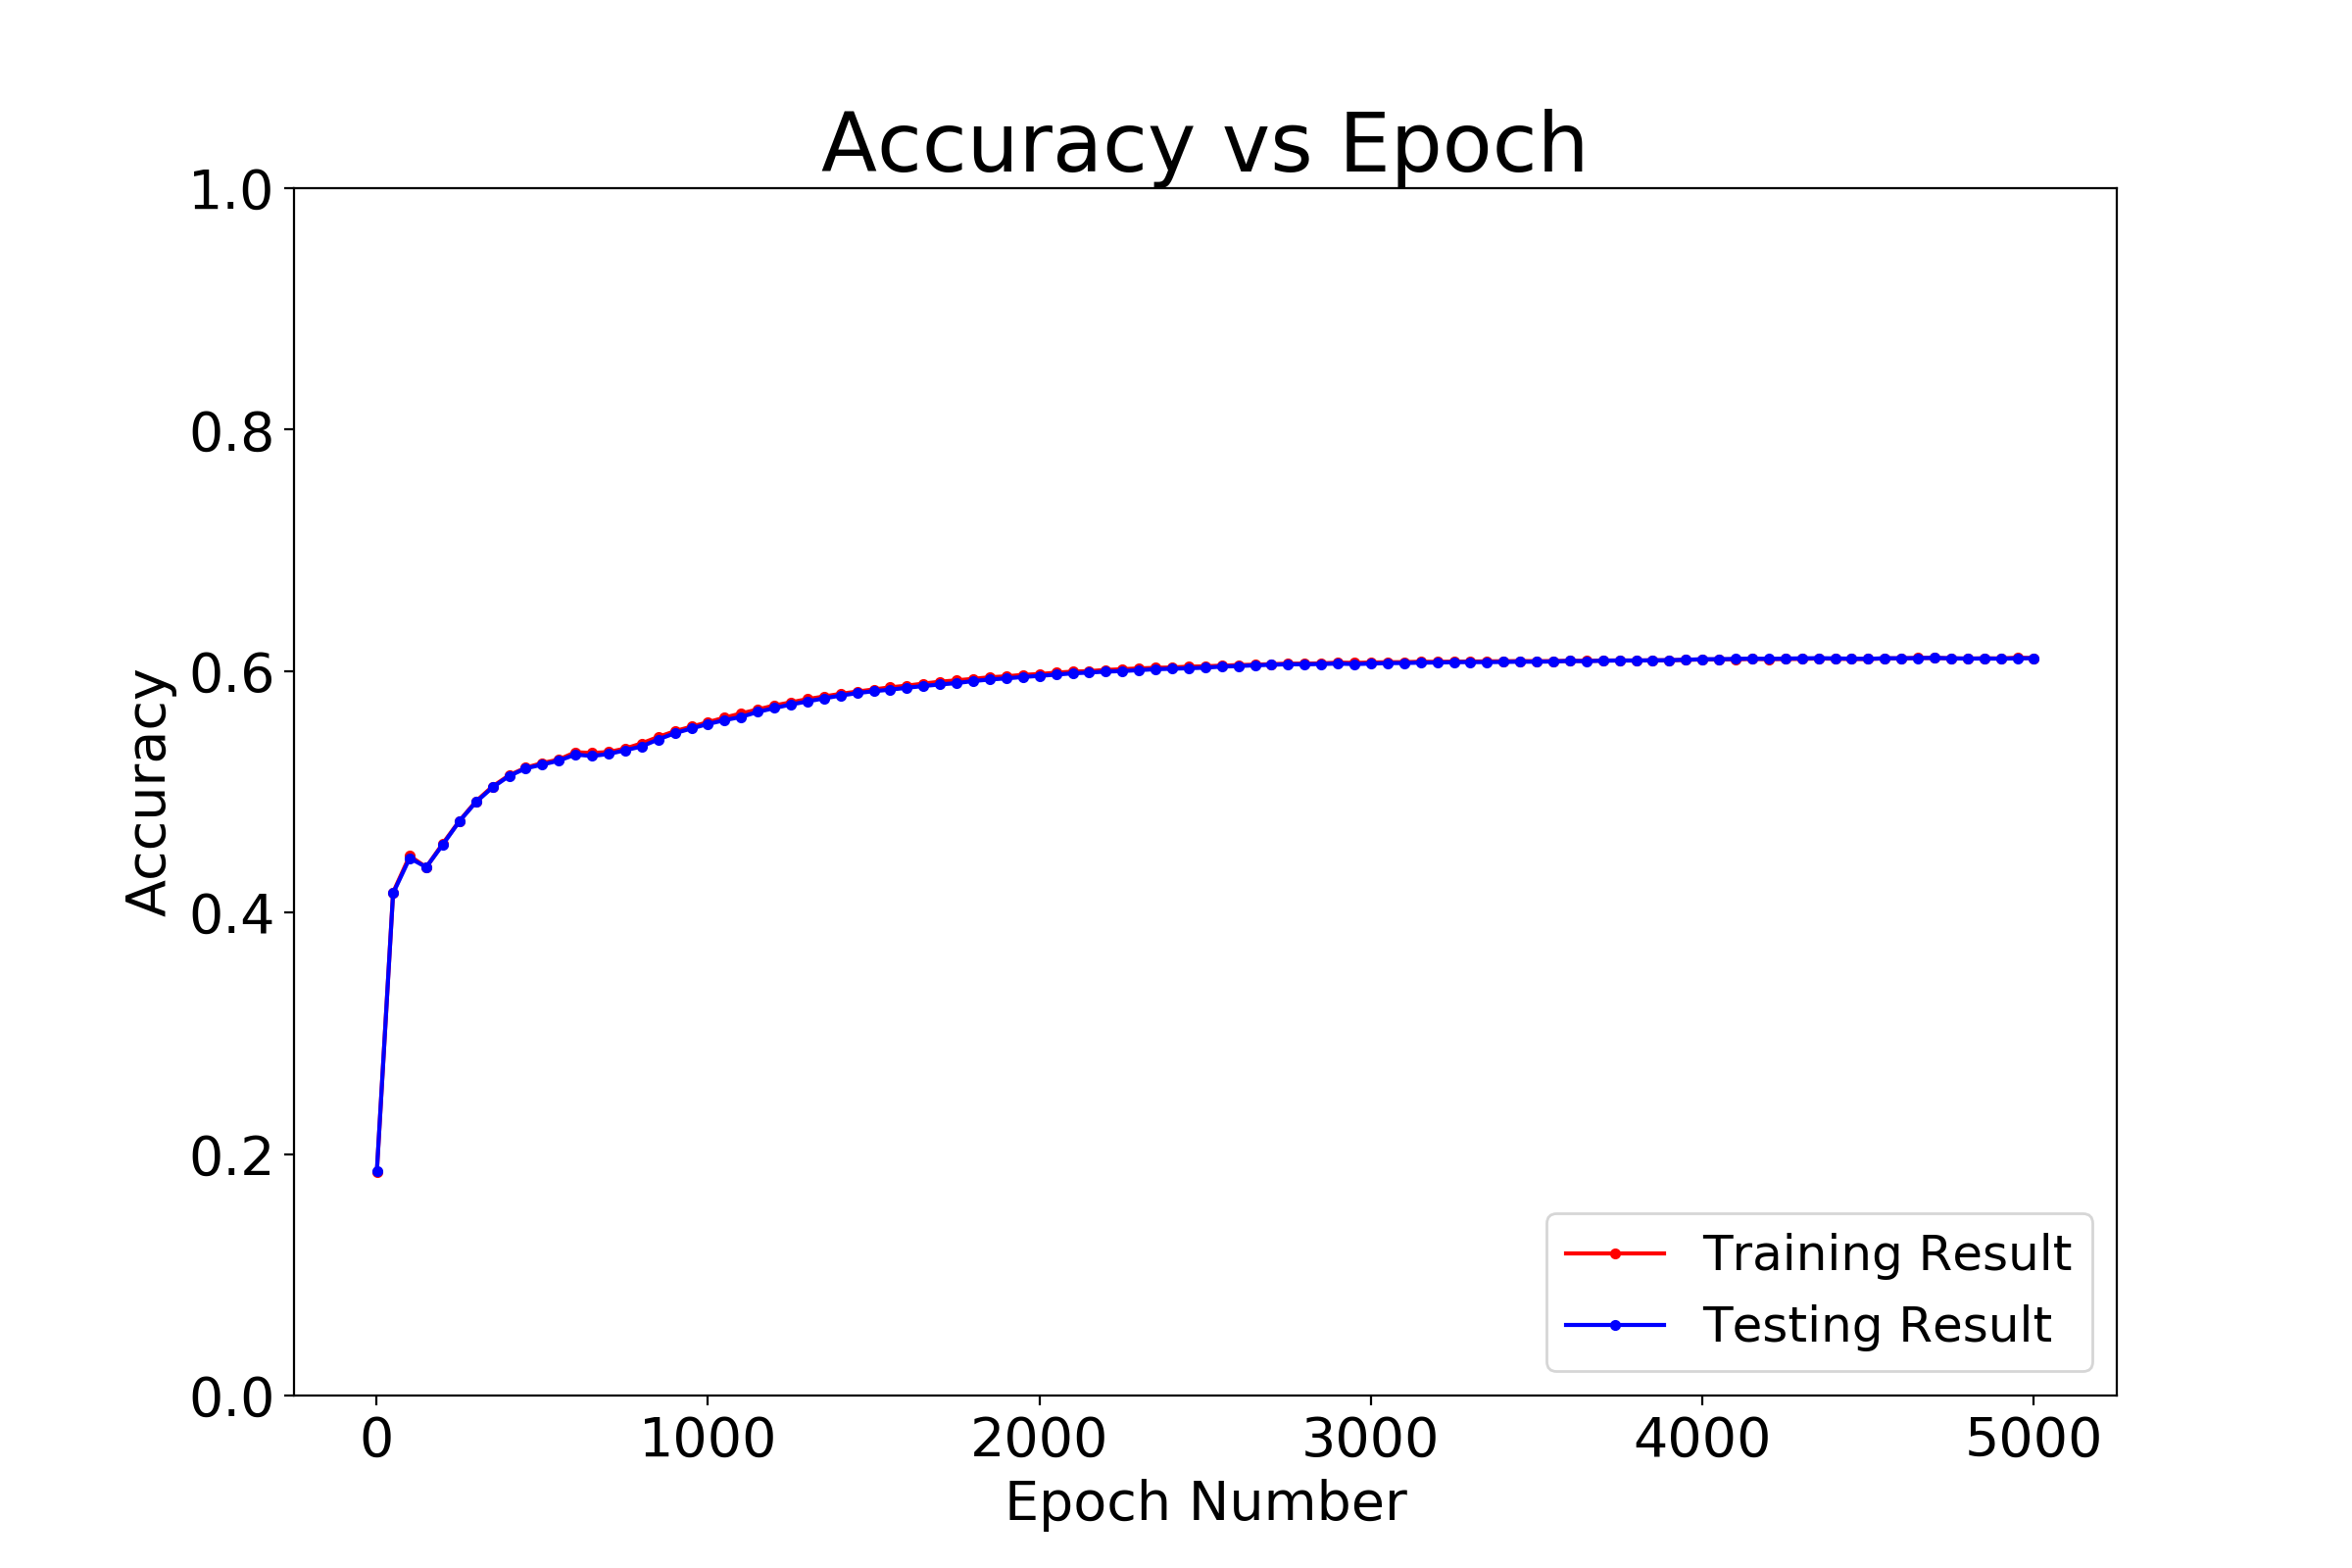 Accuracy vs Epoch
1.0
0.8
0.6
0.4
0.2
0.0
Accuracy
0 1000 2000 3000 4000 5000
Epoch Number
Training Result
Testing Result